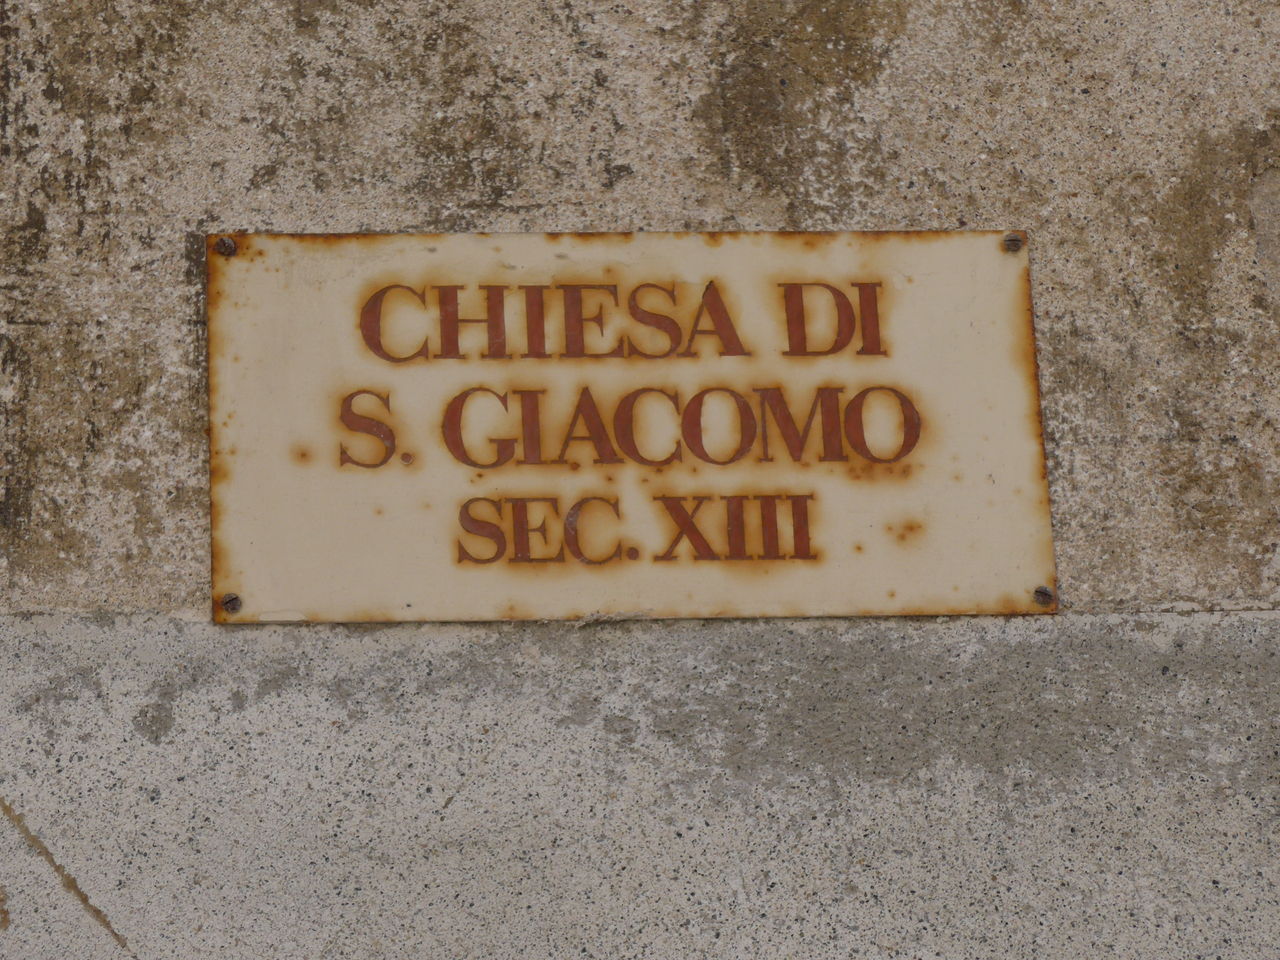 CHIESA DI
S. GIACOMO
SEC. XIII